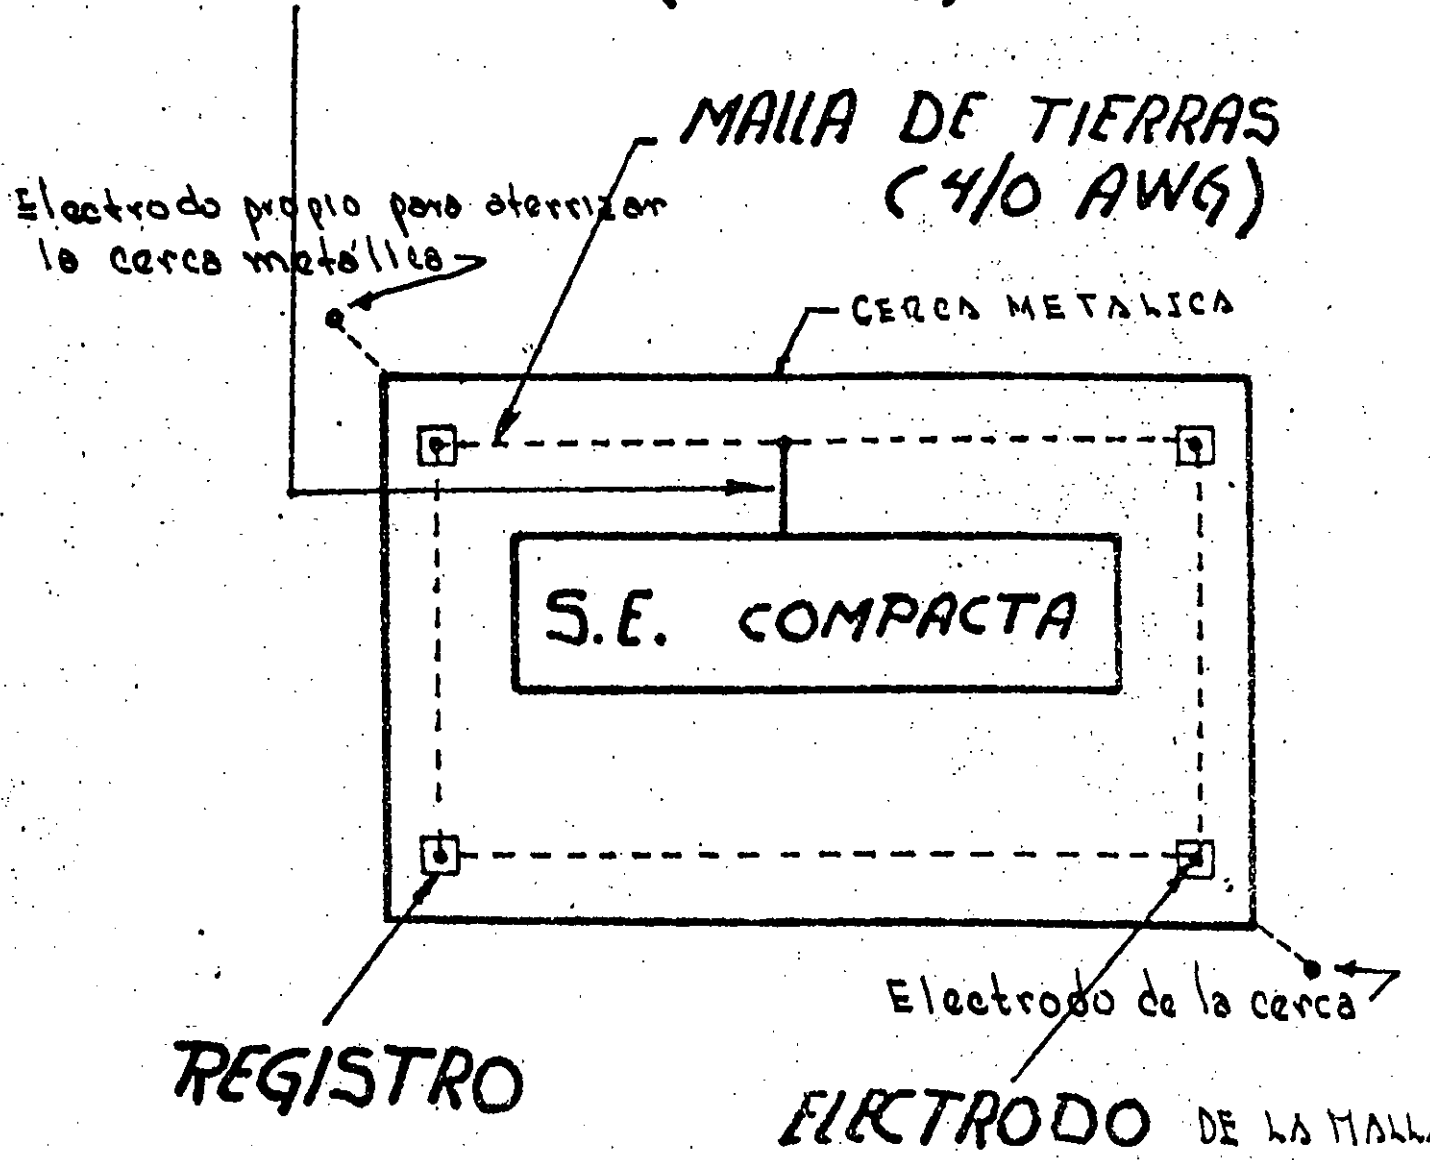 MALLA DE TIERRAS
(4/0 AWG)
Electrodo propio para aterrizar
la cerca metálica
CERCA METALICA
S.E. COMPACTA
Electrodo de la cerca
REGISTRO
ELECTRODO DE LA MALLA